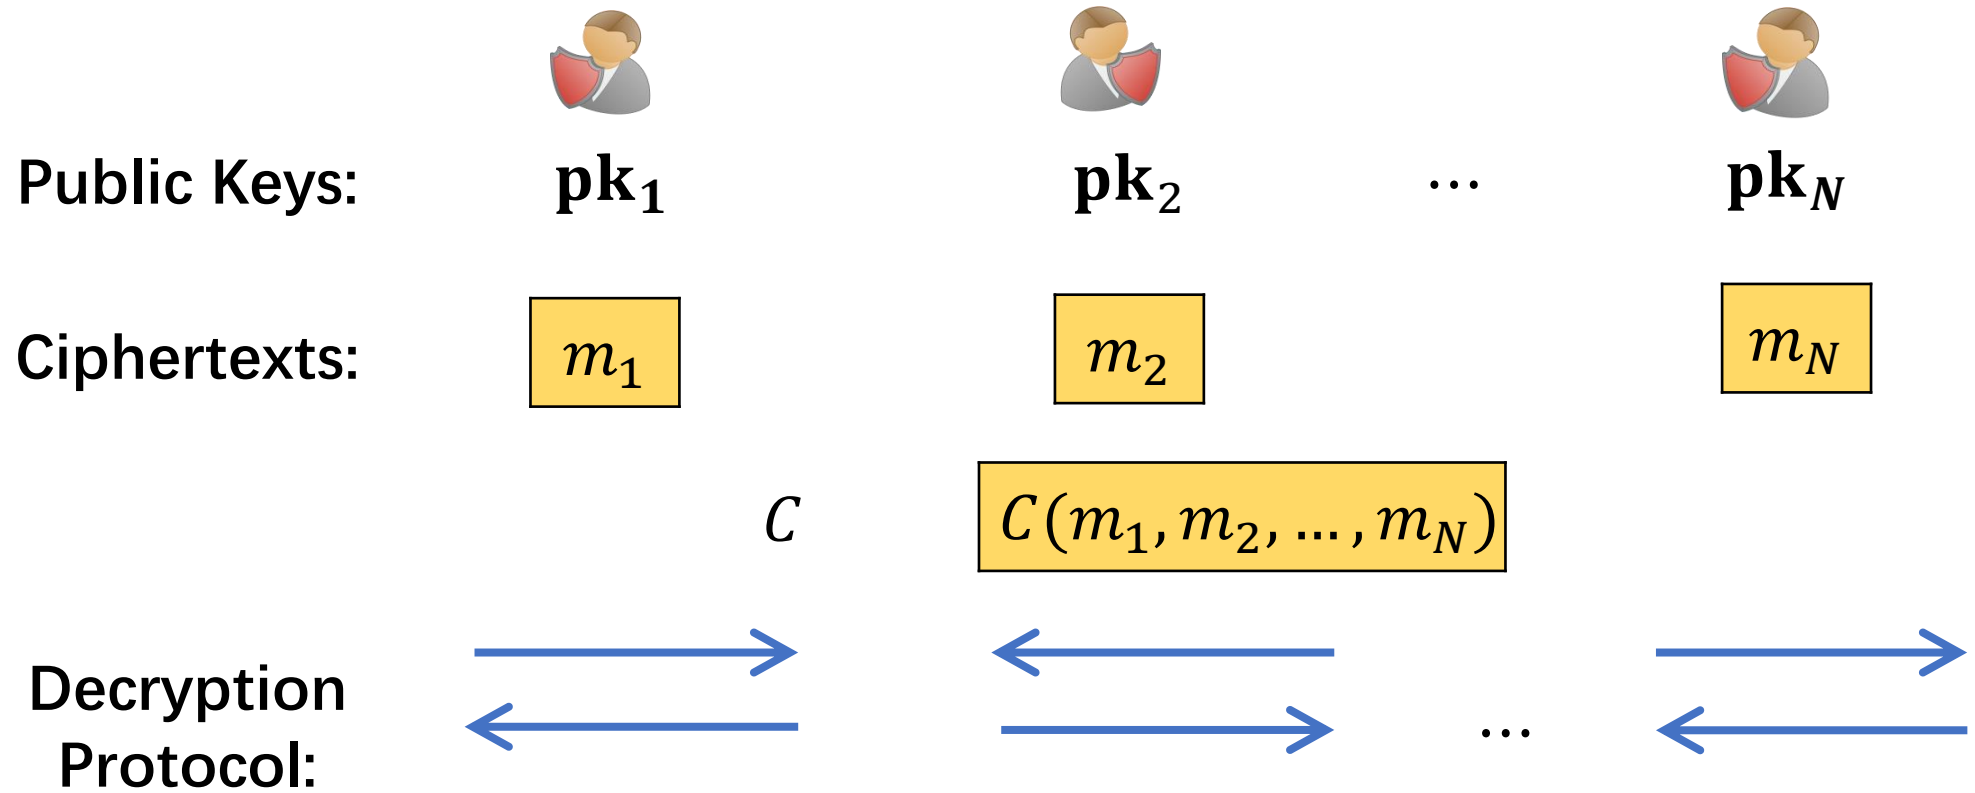 Public Keys: pk₁ pk₂ … pk_N
Ciphertexts: m₁ m₂ m_N
C C(m₁, m₂, … , m_N)
Decryption
Protocol: …